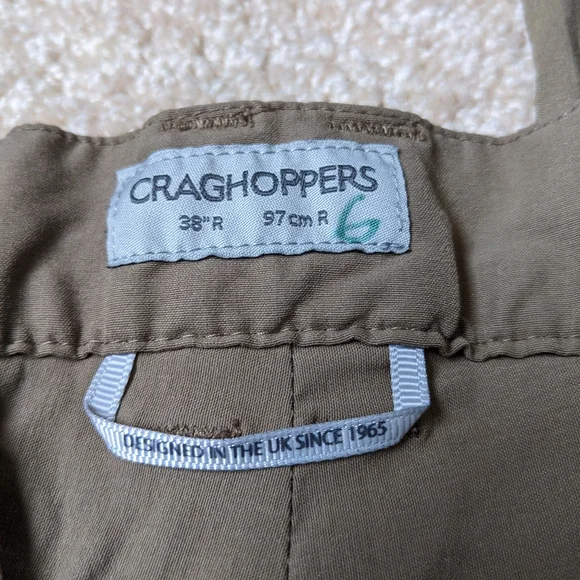 CRAGHOPPERS
38" R 97cm R 6
DESIGNED IN THE UK SINCE 1965